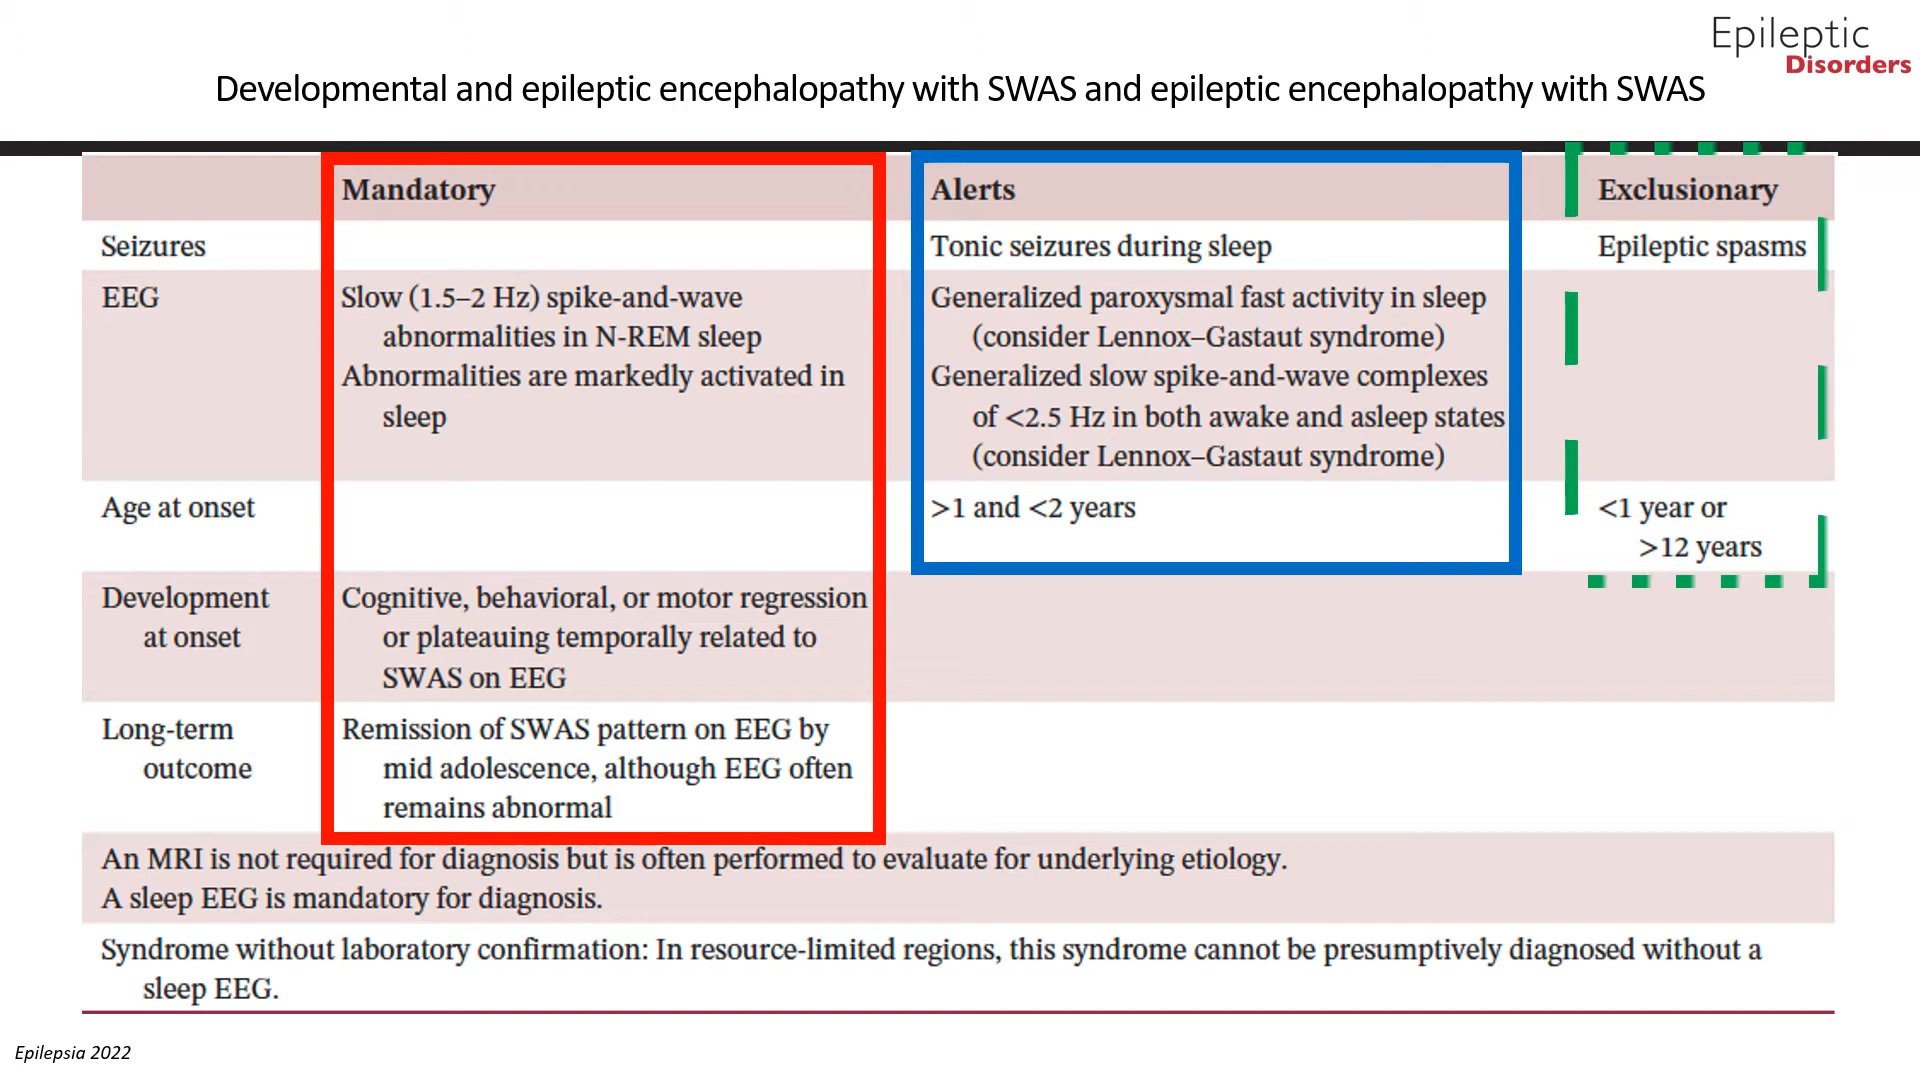 Epileptic
Disorders
Developmental and epileptic encephalopathy with SWAS and epileptic encephalopathy with SWAS
Mandatory
Alerts
Exclusionary
Seizures
Tonic seizures during sleep
Epileptic spasms
EEG
Slow (1.5–2 Hz) spike-and-wave
abnormalities in N-REM sleep
Abnormalities are markedly activated in
sleep
Generalized paroxysmal fast activity in sleep
(consider Lennox–Gastaut syndrome)
Generalized slow spike-and-wave complexes
of <2.5 Hz in both awake and asleep states
(consider Lennox–Gastaut syndrome)
Age at onset
>1 and <2 years
<1 year or
>12 years
Development
at onset
Cognitive, behavioral, or motor regression
or plateauing temporally related to
SWAS on EEG
Long-term
outcome
Remission of SWAS pattern on EEG by
mid adolescence, although EEG often
remains abnormal
An MRI is not required for diagnosis but is often performed to evaluate for underlying etiology.
A sleep EEG is mandatory for diagnosis.
Syndrome without laboratory confirmation: In resource-limited regions, this syndrome cannot be presumptively diagnosed without a
sleep EEG.
Epilepsia 2022